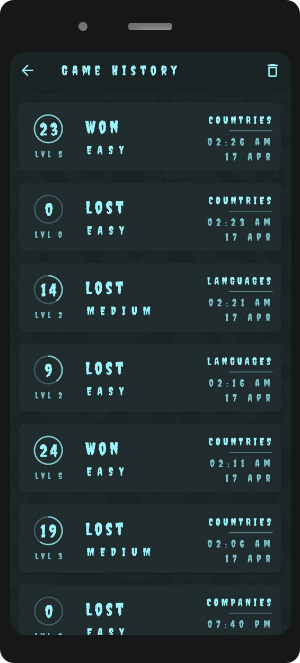 GAME HISTORY
23 WON COUNTRIES
LVL 5 EASY 02:26 AM
17 APR
0 LOST COUNTRIES
LVL 0 EASY 02:23 AM
17 APR
14 LOST LANGUAGES
LVL 2 MEDIUM 02:21 AM
17 APR
9 LOST LANGUAGES
LVL 2 EASY 02:16 AM
17 APR
24 WON COUNTRIES
LVL 5 EASY 02:11 AM
17 APR
19 LOST COUNTRIES
LVL 3 MEDIUM 02:06 AM
17 APR
0 LOST COMPANIES
EASY 07:40 PM